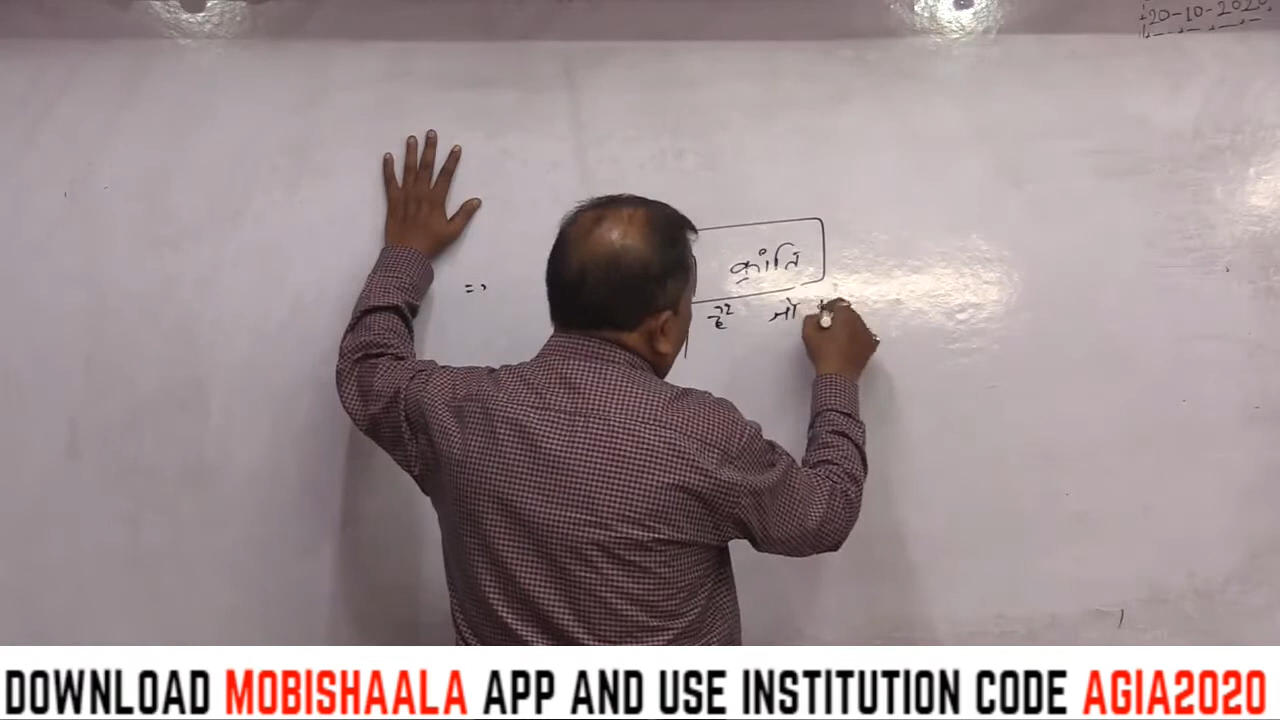 20-10-2020
क्रांति
=>
DOWNLOAD MOBISHAALA APP AND USE INSTITUTION CODE AGIA2020